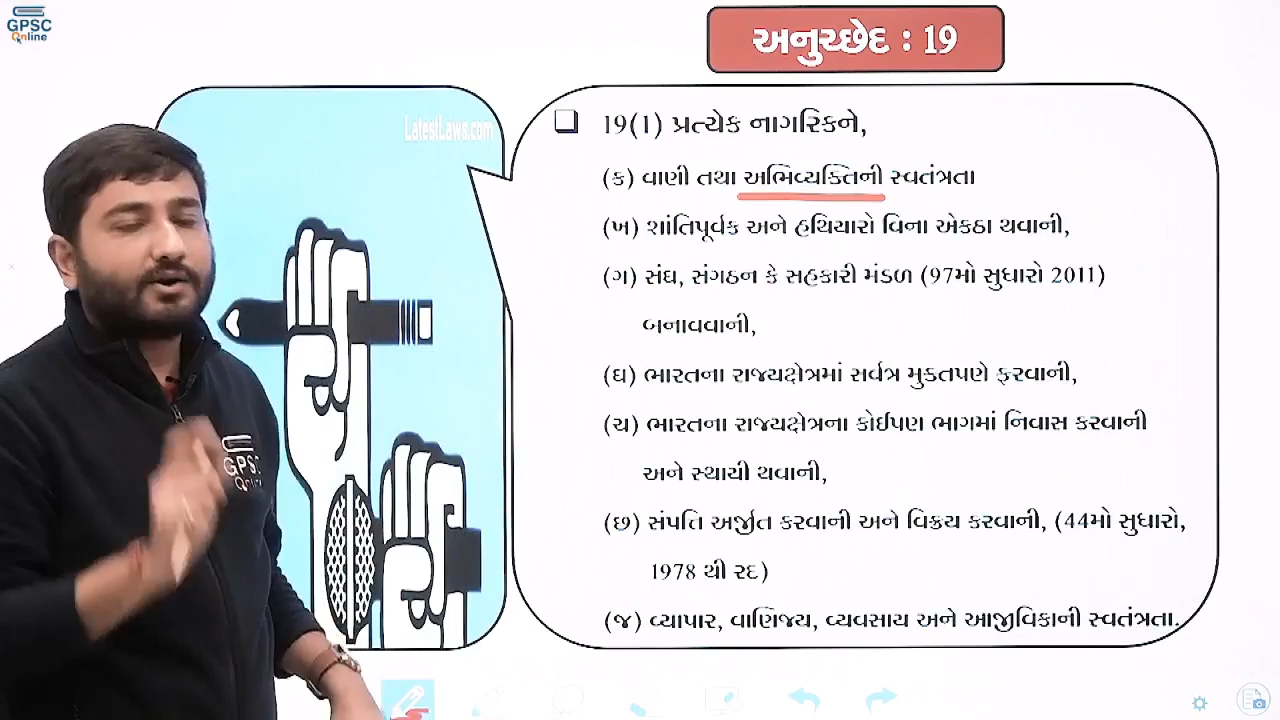 GPSC
Online
અનુચ્છેદ : 19
LatestLaws.com
19(1) પ્રત્યેક નાગરિકને,
(ક) વાણી તથા અભિવ્યક્તિની સ્વતંત્રતા
(ખ) શાંતિપૂર્વક અને હથિયારો વિના એકઠા થવાની,
(ગ) સંઘ, સંગઠન કે સહકારી મંડળ (97મો સુધારો 2011)
બનાવવાની,
(ઘ) ભારતના રાજ્યક્ષેત્રમાં સર્વત્ર મુક્તપણે ફરવાની,
(ચ) ભારતના રાજ્યક્ષેત્રના કોઈપણ ભાગમાં નિવાસ કરવાની
અને સ્થાયી થવાની,
(છ) સંપતિ અર્જીત કરવાની અને વિક્રય કરવાની, (44મો સુધારો,
1978 થી રદ)
(જ) વ્યાપાર, વાણિજ્ય, વ્યવસાય અને આજીવિકાની સ્વતંત્રતા.
GPSC
Online